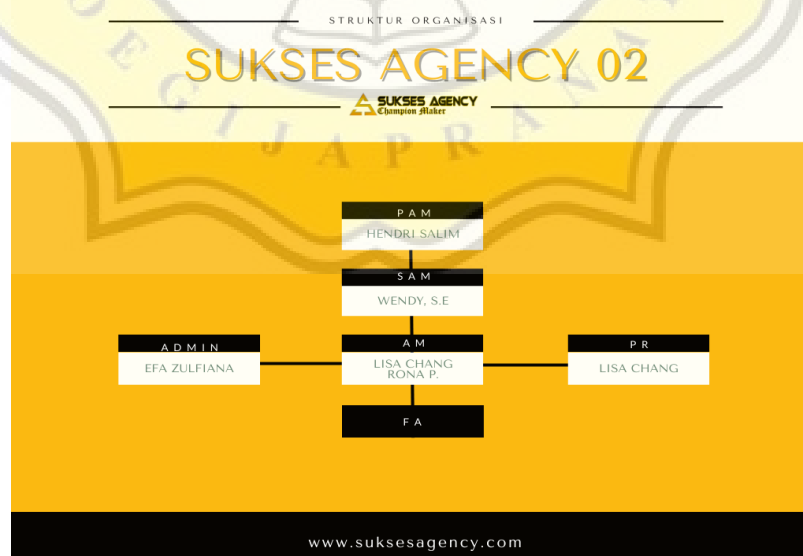 STRUKTUR ORGANISASI
SUKSES AGENCY 02
SUKSES AGENCY
Champion Maker
OEGIJAPRANA
PAM
HENDRI SALIM
SAM
WENDY, S.E
ADMIN
EFA ZULFIANA
AM
LISA CHANG
RONA P.
PR
LISA CHANG
FA
www.suksesagency.com